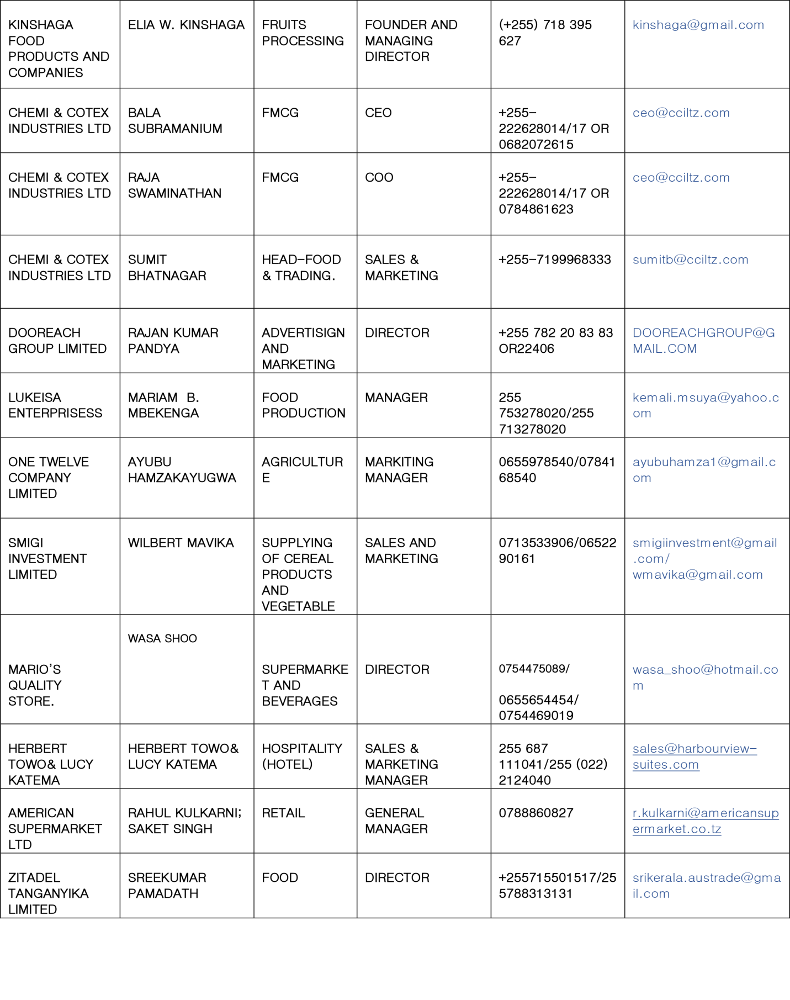 KINSHAGA
FOOD
PRODUCTS AND
COMPANIES
ELIA W. KINSHAGA
FRUITS
PROCESSING
FOUNDER AND
MANAGING
DIRECTOR
(+255) 718 395
627
kinshaga@gmail.com
CHEMI & COTEX
INDUSTRIES LTD
BALA
SUBRAMANIUM
FMCG
CEO
+255-
222628014/17 OR
0682072615
ceo@cciltz.com
CHEMI & COTEX
INDUSTRIES LTD
RAJA
SWAMINATHAN
FMCG
COO
+255-
222628014/17 OR
0784861623
ceo@cciltz.com
CHEMI & COTEX
INDUSTRIES LTD
SUMIT
BHATNAGAR
HEAD-FOOD
& TRADING.
SALES &
MARKETING
+255-7199968333
sumitb@cciltz.com
DOOREACH
GROUP LIMITED
RAJAN KUMAR
PANDYA
ADVERTISIGN
AND
MARKETING
DIRECTOR
+255 782 20 83 83
OR22406
DOOREACHGROUP@G
MAIL.COM
LUKEISA
ENTERPRISESS
MARIAM  B.
MBEKENGA
FOOD
PRODUCTION
MANAGER
255
753278020/255
713278020
kemali.msuya@yahoo.c
om
ONE TWELVE
COMPANY
LIMITED
AYUBU
HAMZAKAYUGWA
AGRICULTUR
E
MARKITING
MANAGER
0655978540/07841
68540
ayubuhamza1@gmail.c
om
SMIGI
INVESTMENT
LIMITED
WILBERT MAVIKA
SUPPLYING
OF CEREAL
PRODUCTS
AND
VEGETABLE
SALES AND
MARKETING
0713533906/06522
90161
smigiinvestment@gmail
.com/
wmavika@gmail.com
MARIO'S
QUALITY
STORE.
WASA SHOO
SUPERMARKE
T AND
BEVERAGES
DIRECTOR
0754475089/
0655654454/
0754469019
wasa_shoo@hotmail.co
m
HERBERT
TOWO& LUCY
KATEMA
HERBERT TOWO&
LUCY KATEMA
HOSPITALITY
(HOTEL)
SALES &
MARKETING
MANAGER
255 687
111041/255 (022)
2124040
sales@harbourview-
suites.com
AMERICAN
SUPERMARKET
LTD
RAHUL KULKARNI;
SAKET SINGH
RETAIL
GENERAL
MANAGER
0788860827
r.kulkarni@americansup
ermarket.co.tz
ZITADEL
TANGANYIKA
LIMITED
SREEKUMAR
PAMADATH
FOOD
DIRECTOR
+255715501517/25
5788313131
srikerala.austrade@gma
il.com